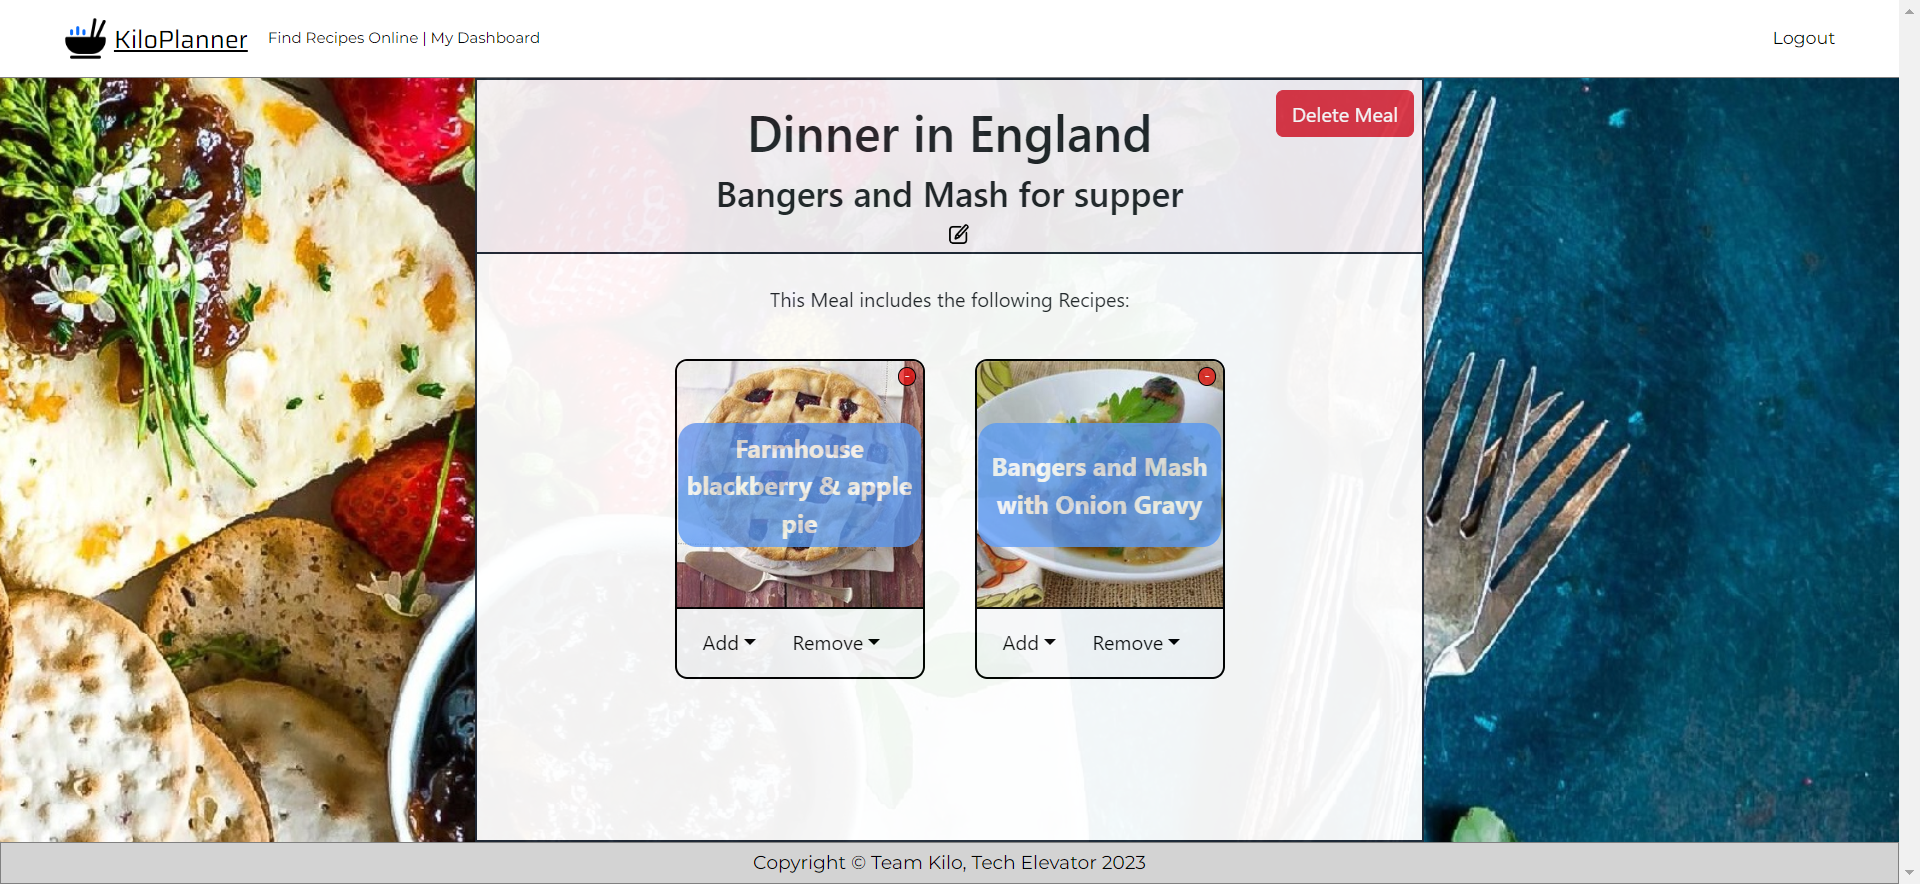 KiloPlanner
Find Recipes Online | My Dashboard
Logout
Delete Meal
Dinner in England
Bangers and Mash for supper
This Meal includes the following Recipes:
-
Farmhouse
blackberry & apple
pie
Add
Remove
-
Bangers and Mash
with Onion Gravy
Add
Remove
Copyright © Team Kilo, Tech Elevator 2023